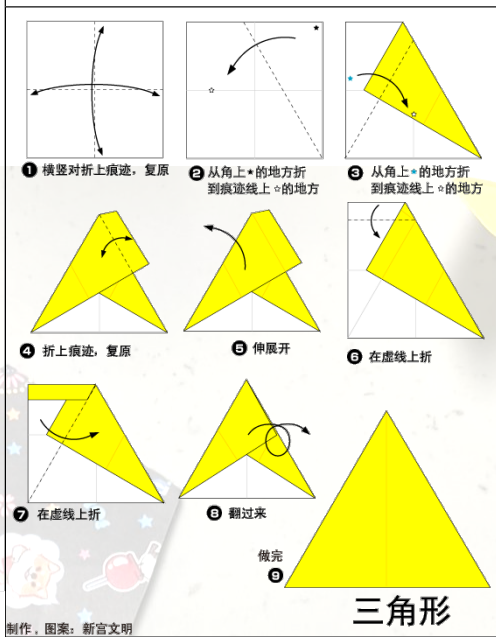 ❶ 横竖对折上痕迹，复原
❷ 从角上★的地方折
到痕迹线上☆的地方
❸ 从角上★的地方折
到痕迹线上☆的地方
❹ 折上痕迹，复原
❺ 伸展开
❻ 在虚线上折
❼ 在虚线上折
❽ 翻过来
做完
❾
三角形
制作，图案：新宫文明